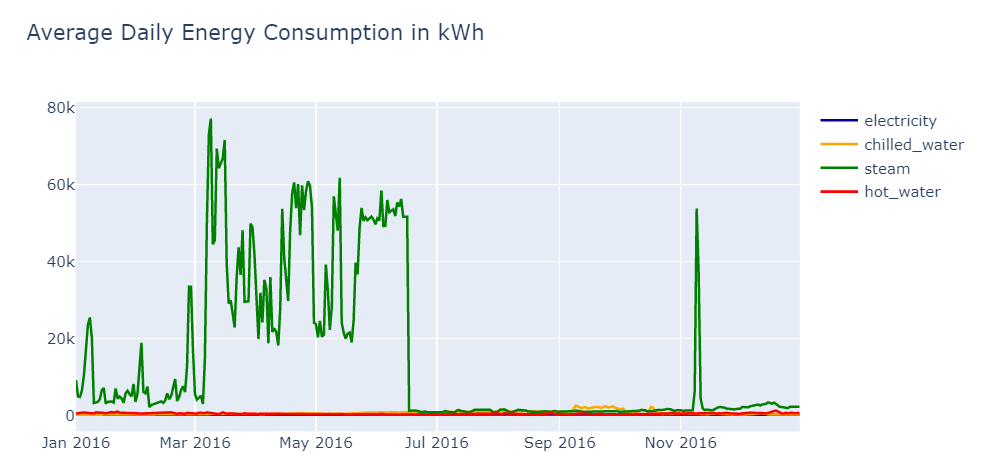 Average Daily Energy Consumption in kWh
80k
60k
40k
20k
0
Jan 2016
Mar 2016
May 2016
Jul 2016
Sep 2016
Nov 2016
electricity
chilled_water
steam
hot_water